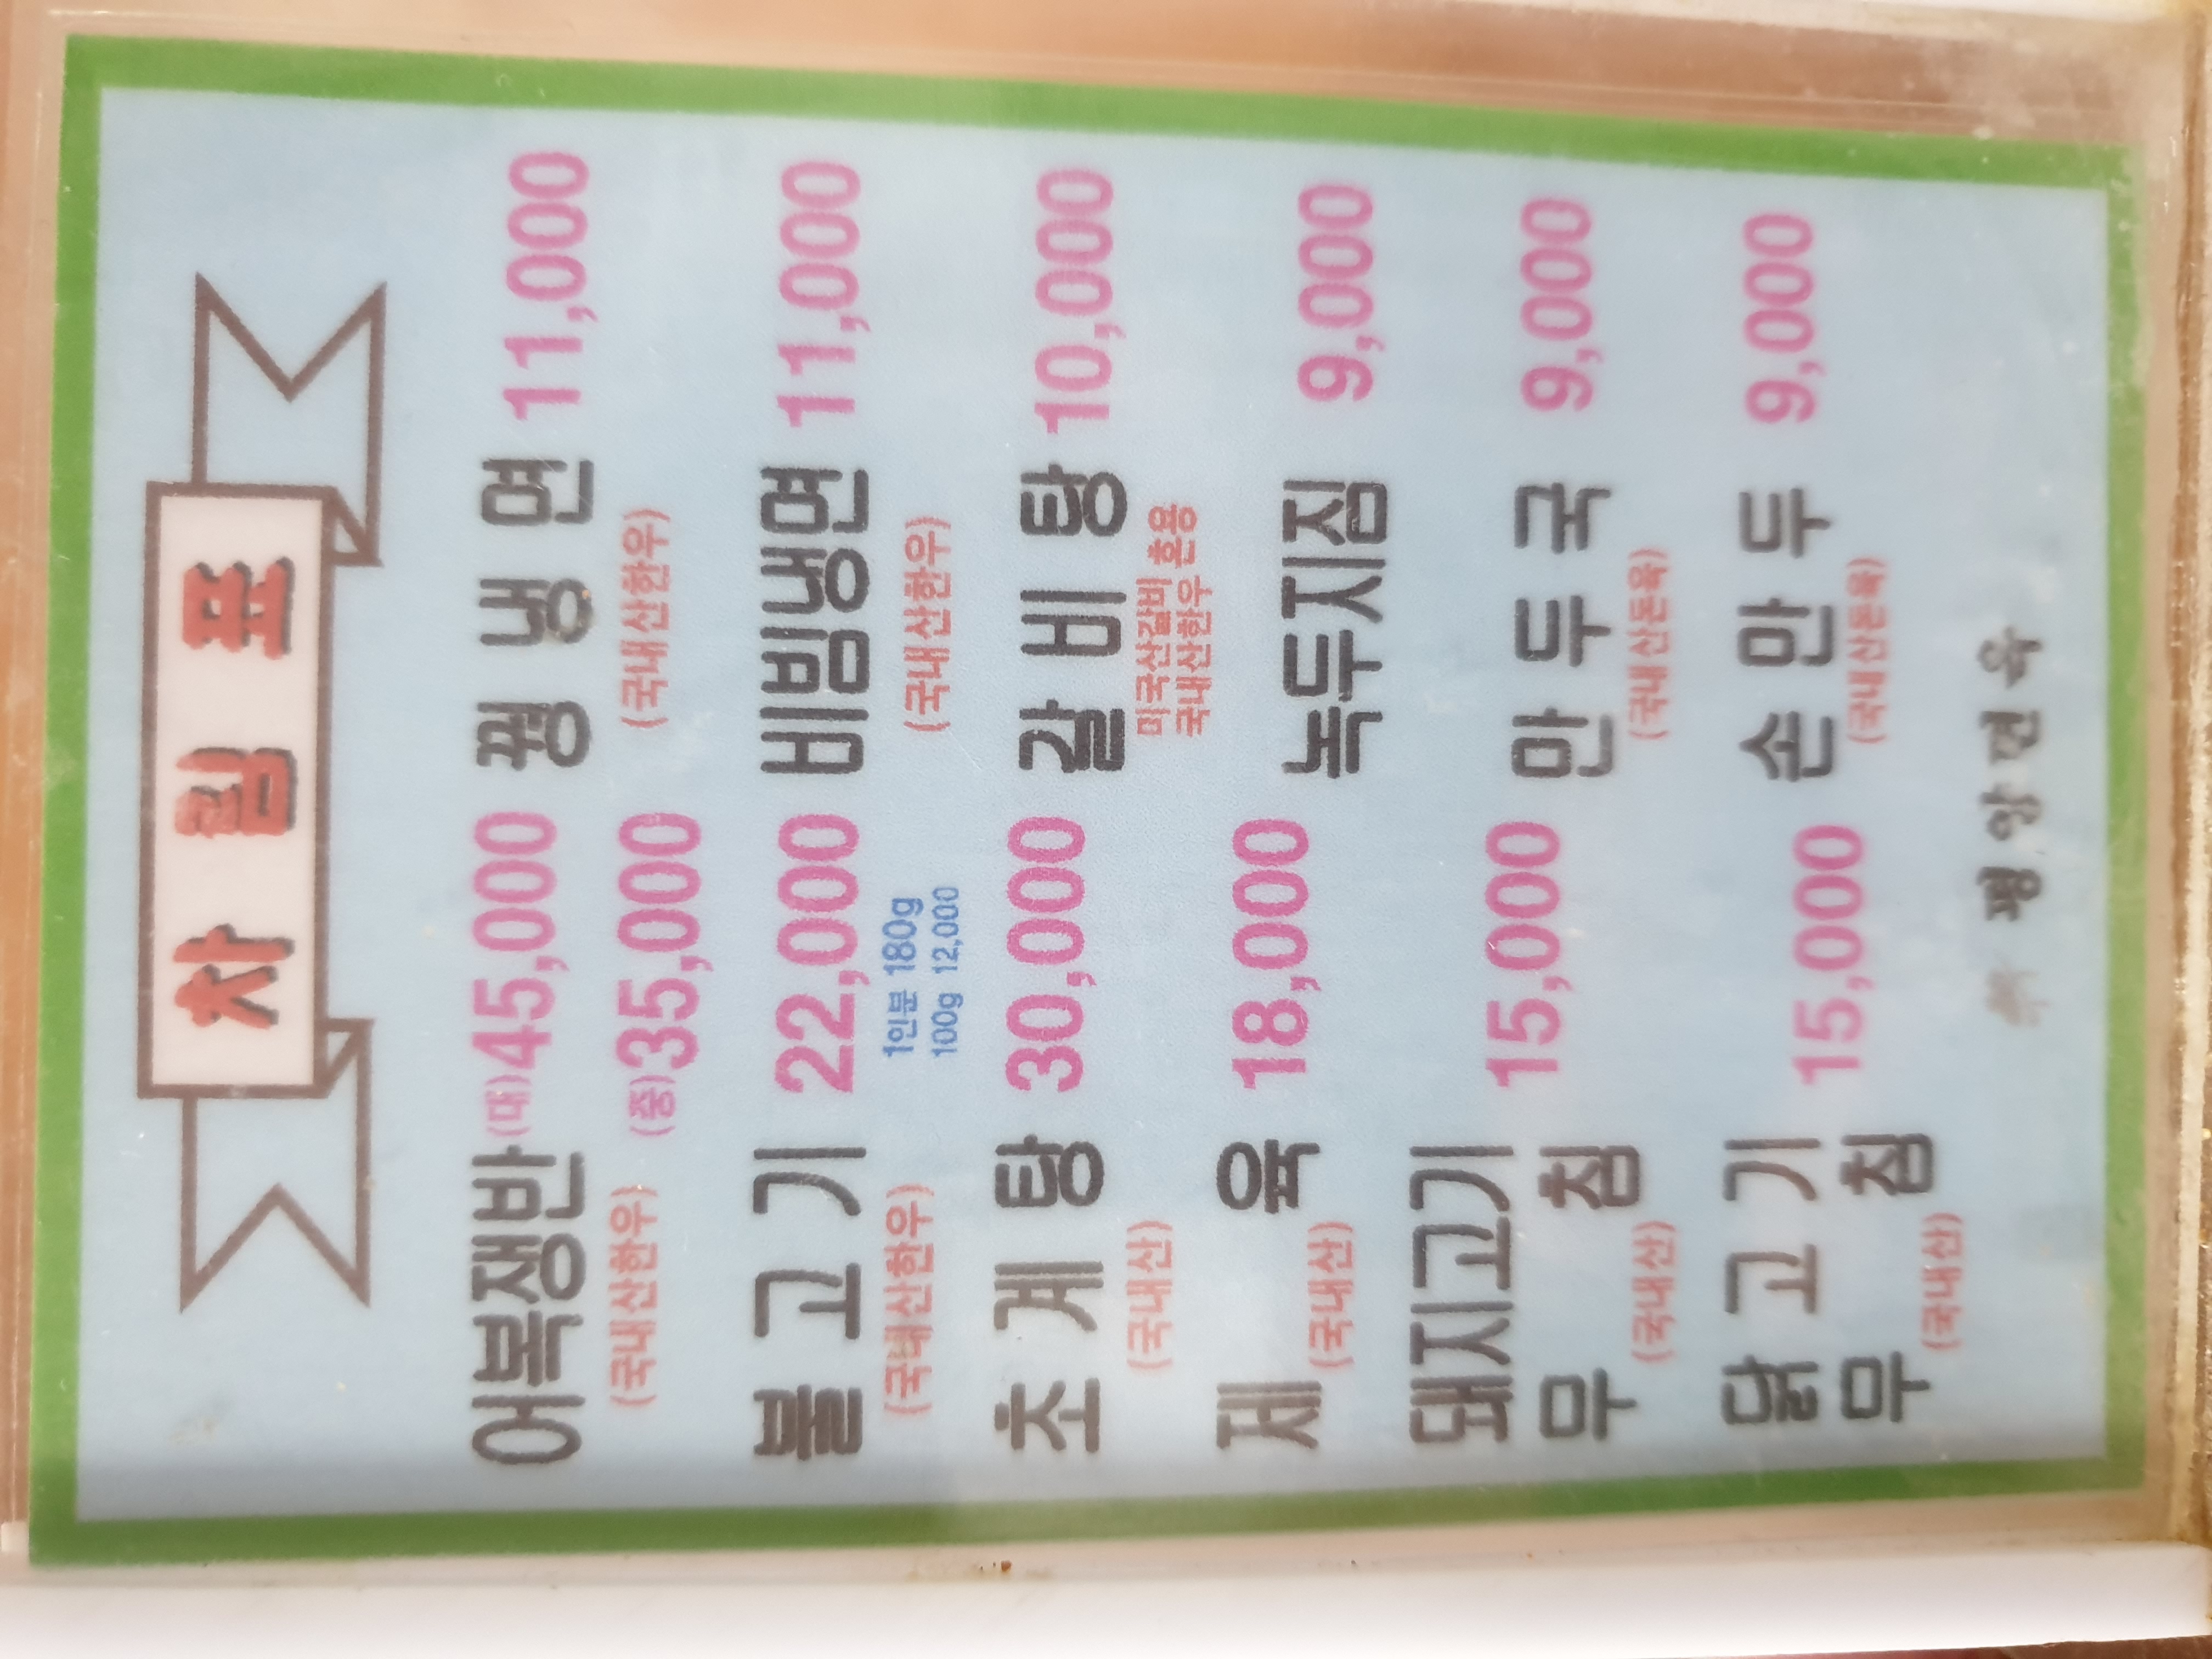 차림표
어복쟁반 (대)45,000
(국내산한우) (중)35,000
불고기 22,000
(국내산한우) 1인분 180g
100g 12,000
초계탕 30,000
(국내산)
제육 18,000
(국내산)
돼지고기
무침 15,000
(국내산)
닭고기
무침 15,000
(국내산)
평냉면 11,000
(국내산한우)
비빔냉면 11,000
(국내산한우)
갈비탕 10,000
미국산갈비
국내산한우 혼용
녹두지짐 9,000
만두국 9,000
(국내산돈육)
손만두 9,000
(국내산돈육)
평양면옥